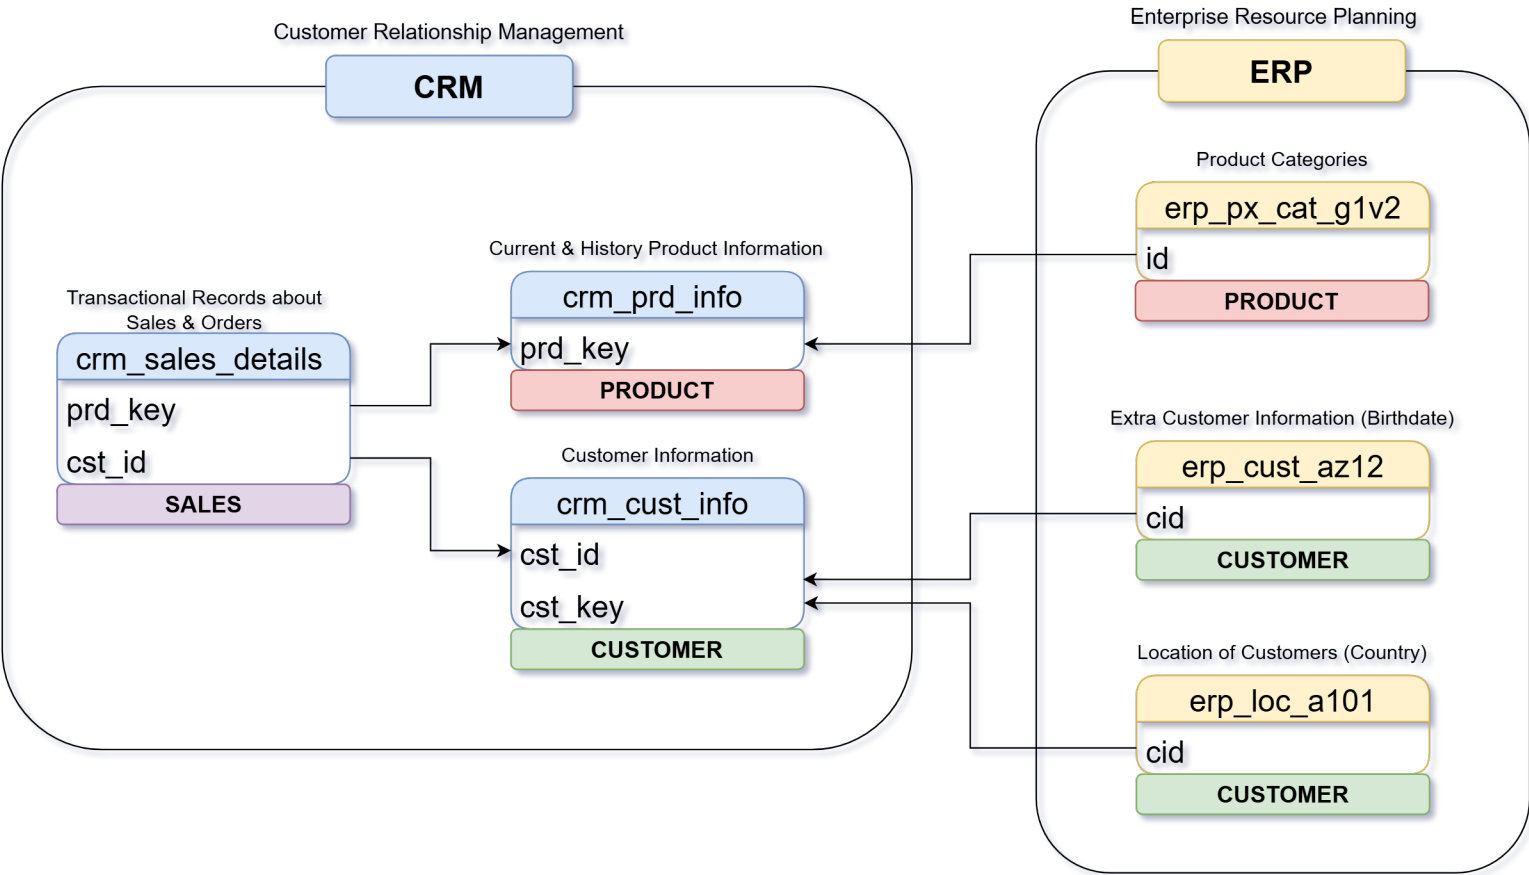 Customer Relationship Management
CRM
Transactional Records about
Sales & Orders
crm_sales_details
prd_key
cst_id
SALES
Current & History Product Information
crm_prd_info
prd_key
PRODUCT
Customer Information
crm_cust_info
cst_id
cst_key
CUSTOMER
Enterprise Resource Planning
ERP
Product Categories
erp_px_cat_g1v2
id
PRODUCT
Extra Customer Information (Birthdate)
erp_cust_az12
cid
CUSTOMER
Location of Customers (Country)
erp_loc_a101
cid
CUSTOMER